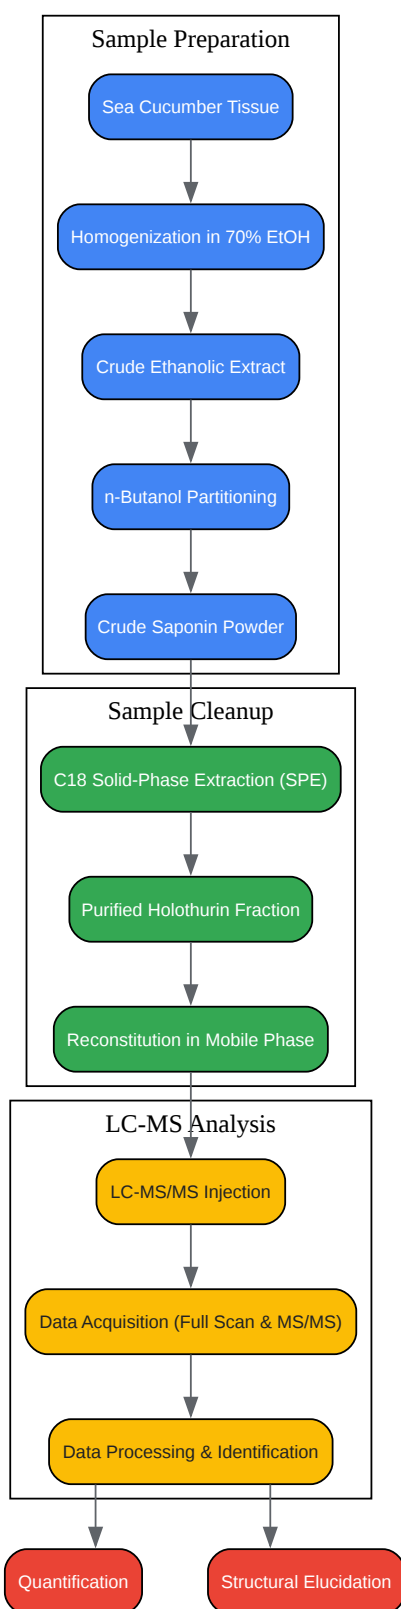 Sample Preparation
Sea Cucumber Tissue
Homogenization in 70% EtOH
Crude Ethanolic Extract
n-Butanol Partitioning
Crude Saponin Powder
Sample Cleanup
C18 Solid-Phase Extraction (SPE)
Purified Holothurin Fraction
Reconstitution in Mobile Phase
LC-MS Analysis
LC-MS/MS Injection
Data Acquisition (Full Scan & MS/MS)
Data Processing & Identification
Quantification
Structural Elucidation